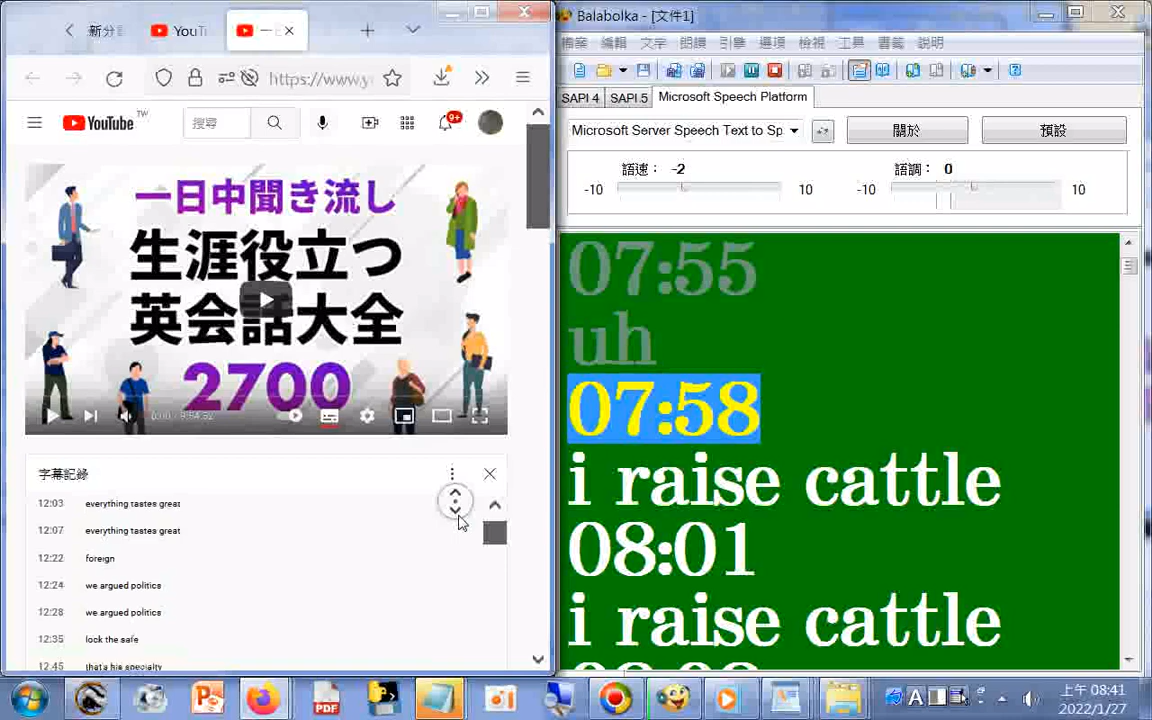 YouT
https://www.y
YouTube TW
搜尋
9+
一日中聞き流し
生涯役立つ
英会話大全
2700
字幕記錄
12:03 everything tastes great
12:07 everything tastes great
12:22 foreign
12:24 we argued politics
12:28 we argued politics
12:35 lock the safe
12:45 that's his specialty
Balabolka - [文件1]
檔案 編輯 文字 朗讀 引擎 選項 檢視 工具 書籤 說明
SAPI 4 SAPI 5 Microsoft Speech Platform
Microsoft Server Speech Text to Sp
關於
預設
語速： -2
-10 10
語調： 0
-10 10
07:55
uh
07:58
i raise cattle
08:01
i raise cattle
PDF
A
上午 08:41
2022/1/27